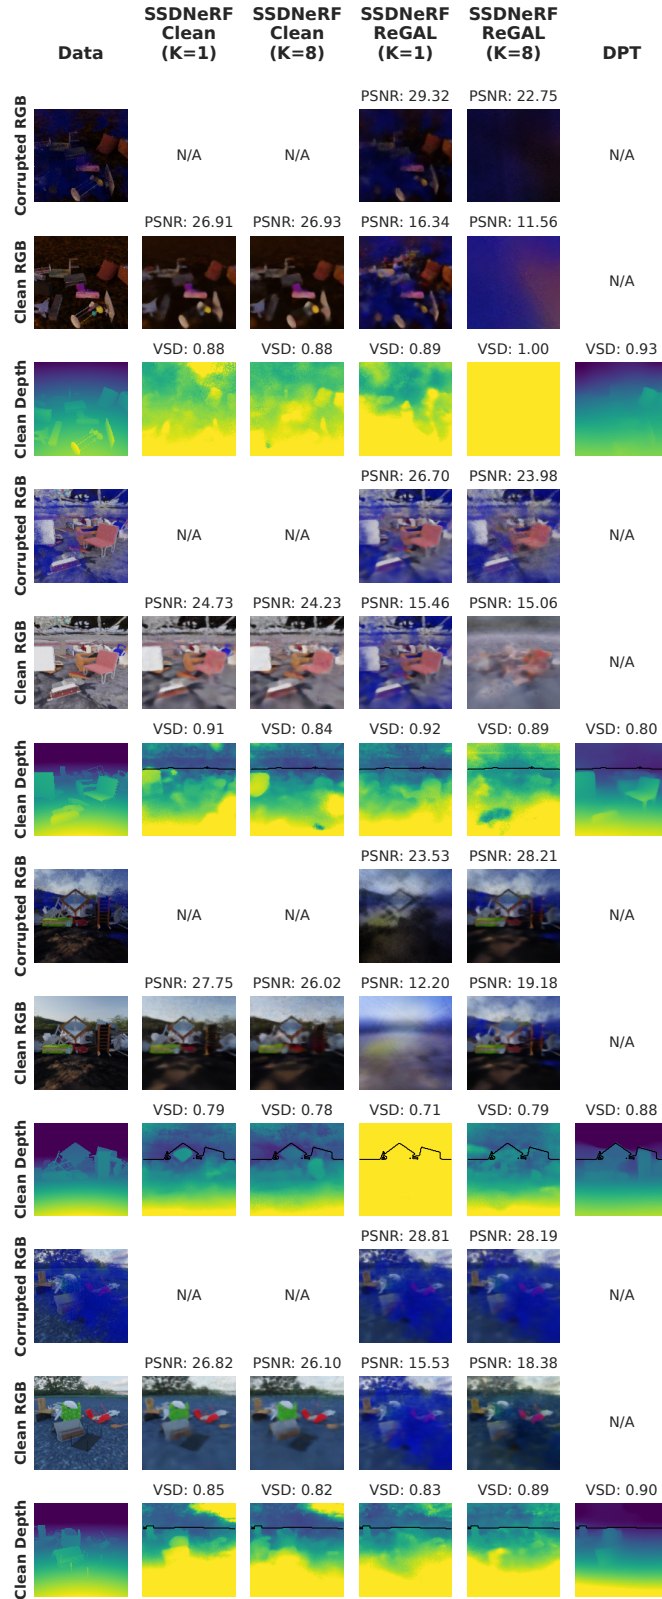 Data
SSDNeRF
Clean
(K=1)
SSDNeRF
Clean
(K=8)
SSDNeRF
ReGAL
(K=1)
SSDNeRF
ReGAL
(K=8)
DPT
Corrupted RGB
N/A
N/A
PSNR: 29.32
PSNR: 22.75
N/A
Clean RGB
PSNR: 26.91
PSNR: 26.93
PSNR: 16.34
PSNR: 11.56
N/A
Clean Depth
VSD: 0.88
VSD: 0.88
VSD: 0.89
VSD: 1.00
VSD: 0.93
Corrupted RGB
N/A
N/A
PSNR: 26.70
PSNR: 23.98
N/A
Clean RGB
PSNR: 24.73
PSNR: 24.23
PSNR: 15.46
PSNR: 15.06
N/A
Clean Depth
VSD: 0.91
VSD: 0.84
VSD: 0.92
VSD: 0.89
VSD: 0.80
Corrupted RGB
N/A
N/A
PSNR: 23.53
PSNR: 28.21
N/A
Clean RGB
PSNR: 27.75
PSNR: 26.02
PSNR: 12.20
PSNR: 19.18
N/A
Clean Depth
VSD: 0.79
VSD: 0.78
VSD: 0.71
VSD: 0.79
VSD: 0.88
Corrupted RGB
N/A
N/A
PSNR: 28.81
PSNR: 28.19
N/A
Clean RGB
PSNR: 26.82
PSNR: 26.10
PSNR: 15.53
PSNR: 18.38
N/A
Clean Depth
VSD: 0.85
VSD: 0.82
VSD: 0.83
VSD: 0.89
VSD: 0.90